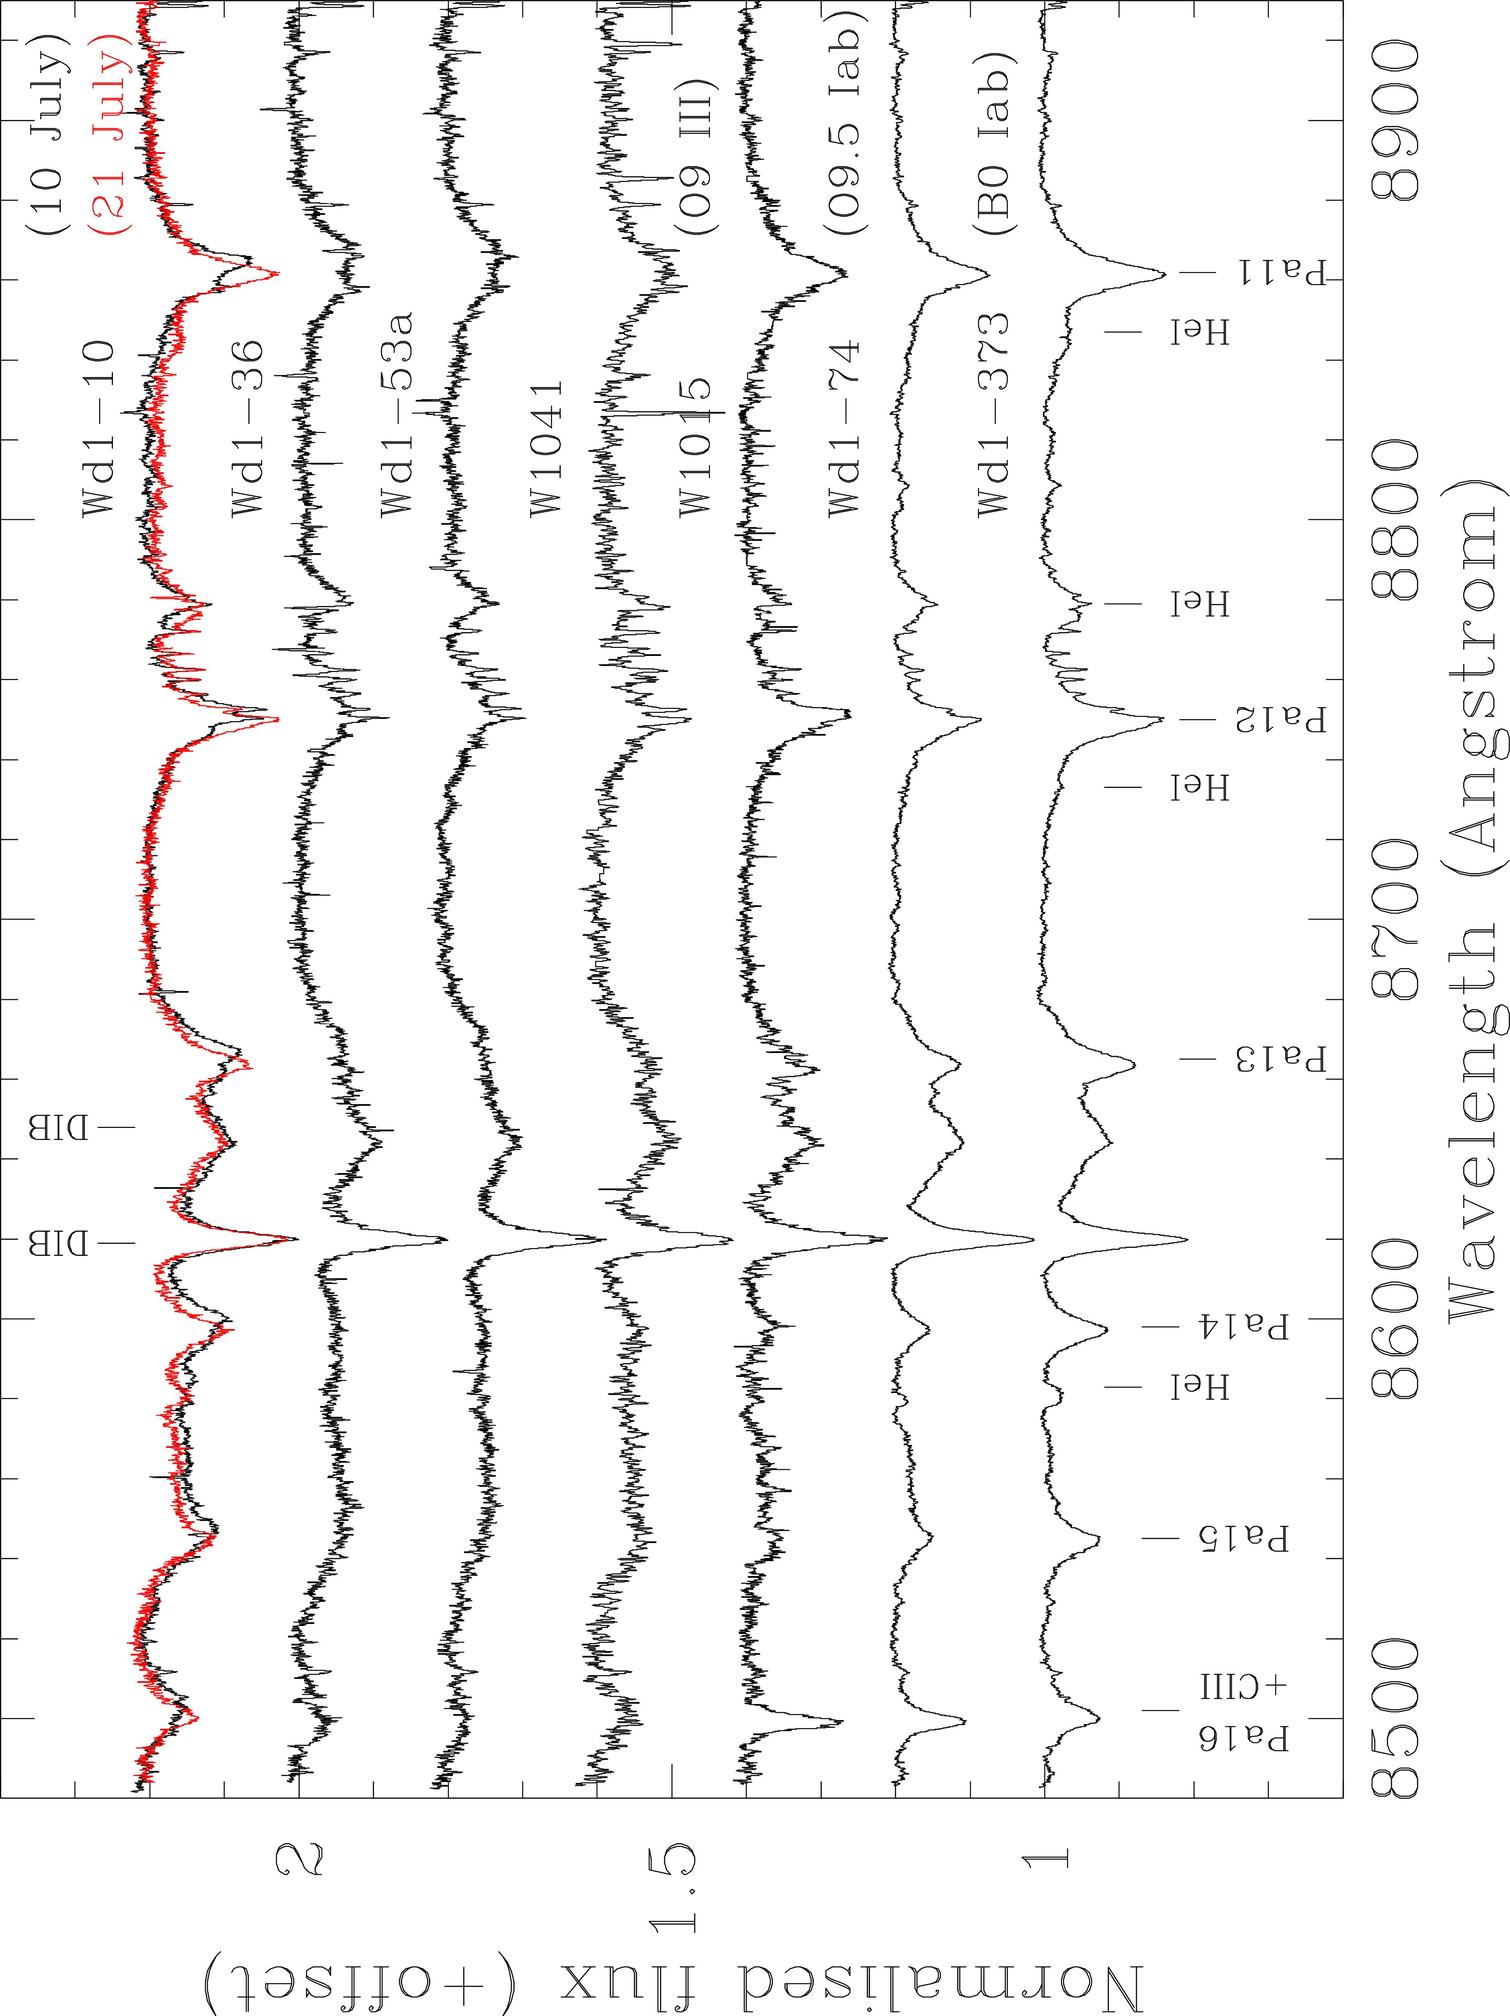 DIB
DIB
(10 July)
(21 July)
Wd1-10
Wd1-36
Wd1-53a
W1041
W1015
(O9 III)
Wd1-74
(O9.5 Iab)
Wd1-373
(B0 Iab)
Pa16
+CIII
Pa15
HeI
Pa14
Pa13
HeI
Pa12
HeI
HeI
Pa11
2
1.5
1
Normalised flux (+offset)
8500
8600
8700
8800
8900
Wavelength (Angstrom)